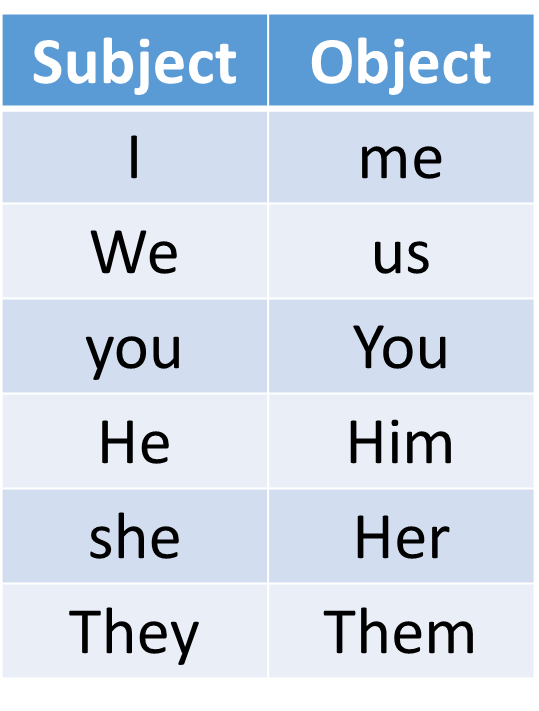 Subject Object
I me
We us
you You
He Him
she Her
They Them